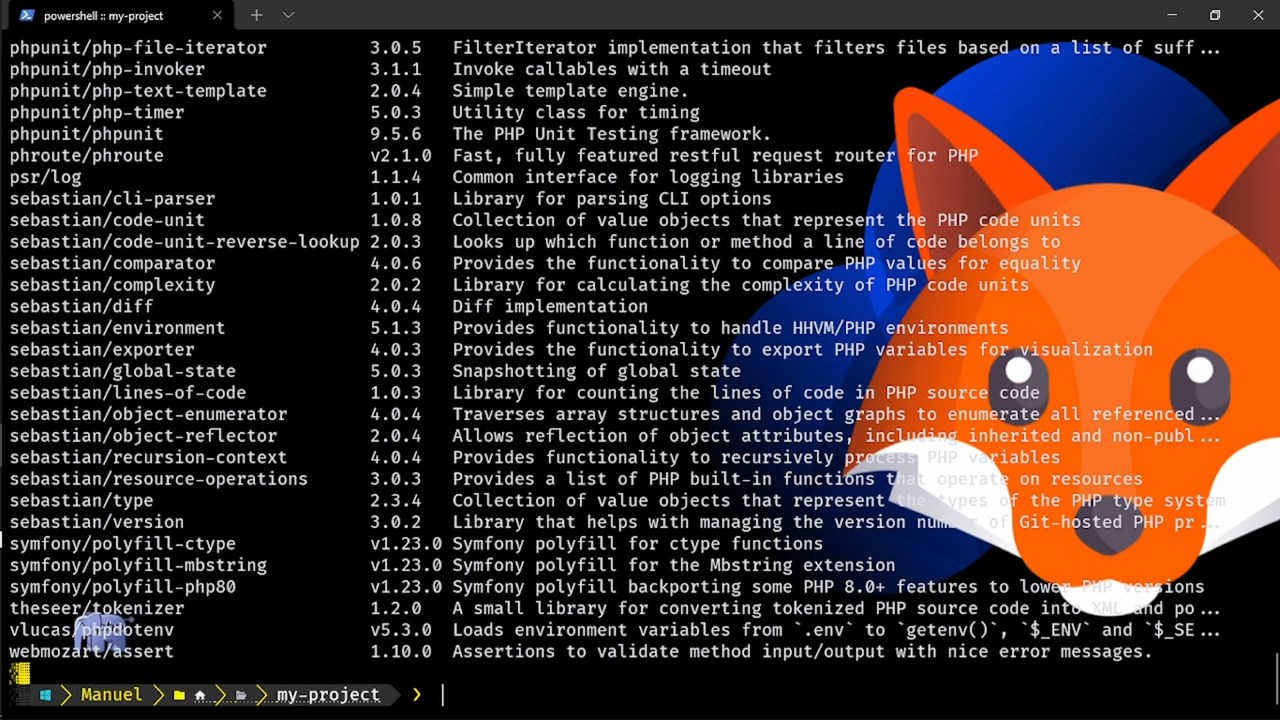 powershell :: my-project
phpunit/php-file-iterator 3.0.5 FilterIterator implementation that filters files based on a list of suff...
phpunit/php-invoker 3.1.1 Invoke callables with a timeout
phpunit/php-text-template 2.0.4 Simple template engine.
phpunit/php-timer 5.0.3 Utility class for timing
phpunit/phpunit 9.5.6 The PHP Unit Testing framework.
phroute/phroute v2.1.0 Fast, fully featured restful request router for PHP
psr/log 1.1.4 Common interface for logging libraries
sebastian/cli-parser 1.0.1 Library for parsing CLI options
sebastian/code-unit 1.0.8 Collection of value objects that represent the PHP code units
sebastian/code-unit-reverse-lookup 2.0.3 Looks up which function or method a line of code belongs to
sebastian/comparator 4.0.6 Provides the functionality to compare PHP values for equality
sebastian/complexity 2.0.2 Library for calculating the complexity of PHP code units
sebastian/diff 4.0.4 Diff implementation
sebastian/environment 5.1.3 Provides functionality to handle HHVM/PHP environments
sebastian/exporter 4.0.3 Provides the functionality to export PHP variables for visualization
sebastian/global-state 5.0.3 Snapshotting of global state
sebastian/lines-of-code 1.0.3 Library for counting the lines of code in PHP source code
sebastian/object-enumerator 4.0.4 Traverses array structures and object graphs to enumerate all referenced...
sebastian/object-reflector 2.0.4 Allows reflection of object attributes, including inherited and non-publ...
sebastian/recursion-context 4.0.4 Provides functionality to recursively process PHP variables
sebastian/resource-operations 3.0.3 Provides a list of PHP built-in functions that operate on resources
sebastian/type 2.3.4 Collection of value objects that represent the types of the PHP type system
sebastian/version 3.0.2 Library that helps with managing the version number of Git-hosted PHP pr...
symfony/polyfill-ctype v1.23.0 Symfony polyfill for ctype functions
symfony/polyfill-mbstring v1.23.0 Symfony polyfill for the Mbstring extension
symfony/polyfill-php80 v1.23.0 Symfony polyfill backporting some PHP 8.0+ features to lower PHP versions
theseer/tokenizer 1.2.0 A small library for converting tokenized PHP source code into XML and po...
vlucas/phpdotenv v5.3.0 Loads environment variables from `.env` to `getenv()`, `$_ENV` and `$_SE...
webmozart/assert 1.10.0 Assertions to validate method input/output with nice error messages.
Manuel my-project